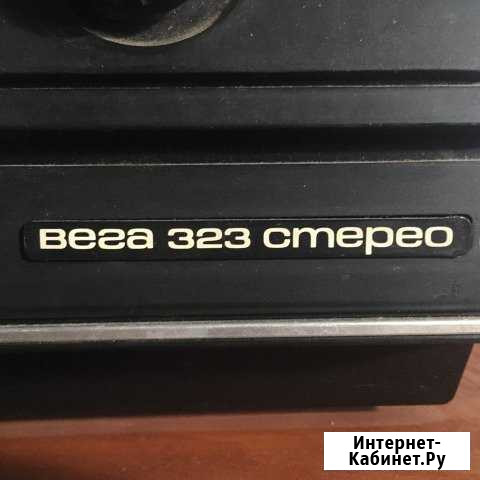 вега 323 стерео
Интернет-
Кабинет.Ру